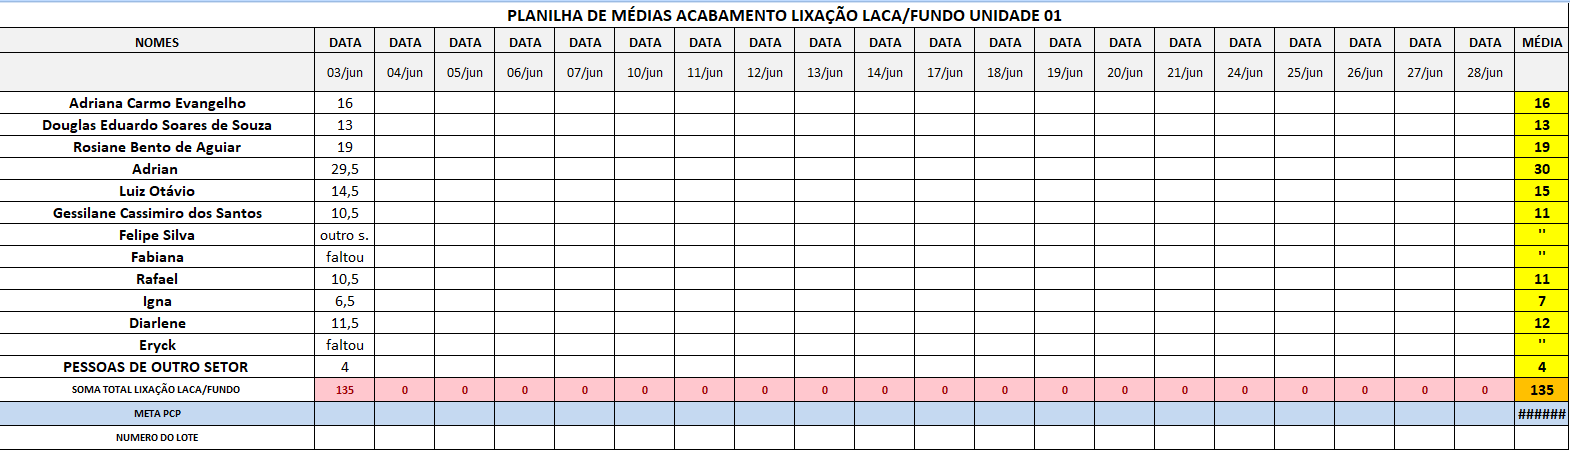 PLANILHA DE MÉDIAS ACABAMENTO LIXAÇÃO LACA/FUNDO UNIDADE 01
NOMES DATA DATA DATA DATA DATA DATA DATA DATA DATA DATA DATA DATA DATA DATA DATA DATA DATA DATA DATA DATA MÉDIA
03/jun 04/jun 05/jun 06/jun 07/jun 10/jun 11/jun 12/jun 13/jun 14/jun 17/jun 18/jun 19/jun 20/jun 21/jun 24/jun 25/jun 26/jun 27/jun 28/jun
Adriana Carmo Evangelho 16 16
Douglas Eduardo Soares de Souza 13 13
Rosiane Bento de Aguiar 19 19
Adrian 29,5 30
Luiz Otávio 14,5 15
Gessilane Cassimiro dos Santos 10,5 11
Felipe Silva outro s. "
Fabiana faltou "
Rafael 10,5 11
Igna 6,5 7
Diarlene 11,5 12
Eryck faltou "
PESSOAS DE OUTRO SETOR 4 4
SOMA TOTAL LIXAÇÃO LACA/FUNDO 135 0 0 0 0 0 0 0 0 0 0 0 0 0 0 0 0 0 0 0 135
META PCP ######
NUMERO DO LOTE